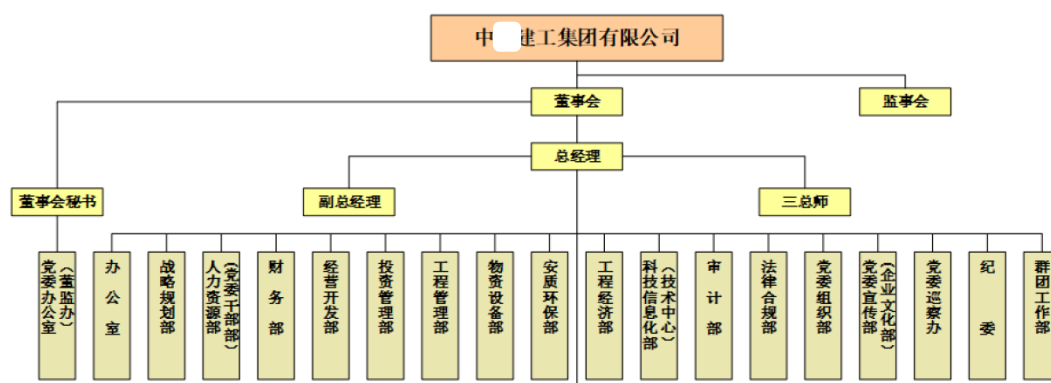 中 建工集团有限公司
董事会
监事会
总经理
董事会秘书
副总经理
三总师
党委办公室
（董监办）
办公室
战略规划部
人力资源部
（党委干部部）
财务部
经营开发部
投资管理部
工程管理部
物资设备部
安质环保部
工程经济部
科技信息化部
（技术中心）
审计部
法律合规部
党委组织部
党委宣传部
（企业文化部）
党委巡察办
纪委
群团工作部